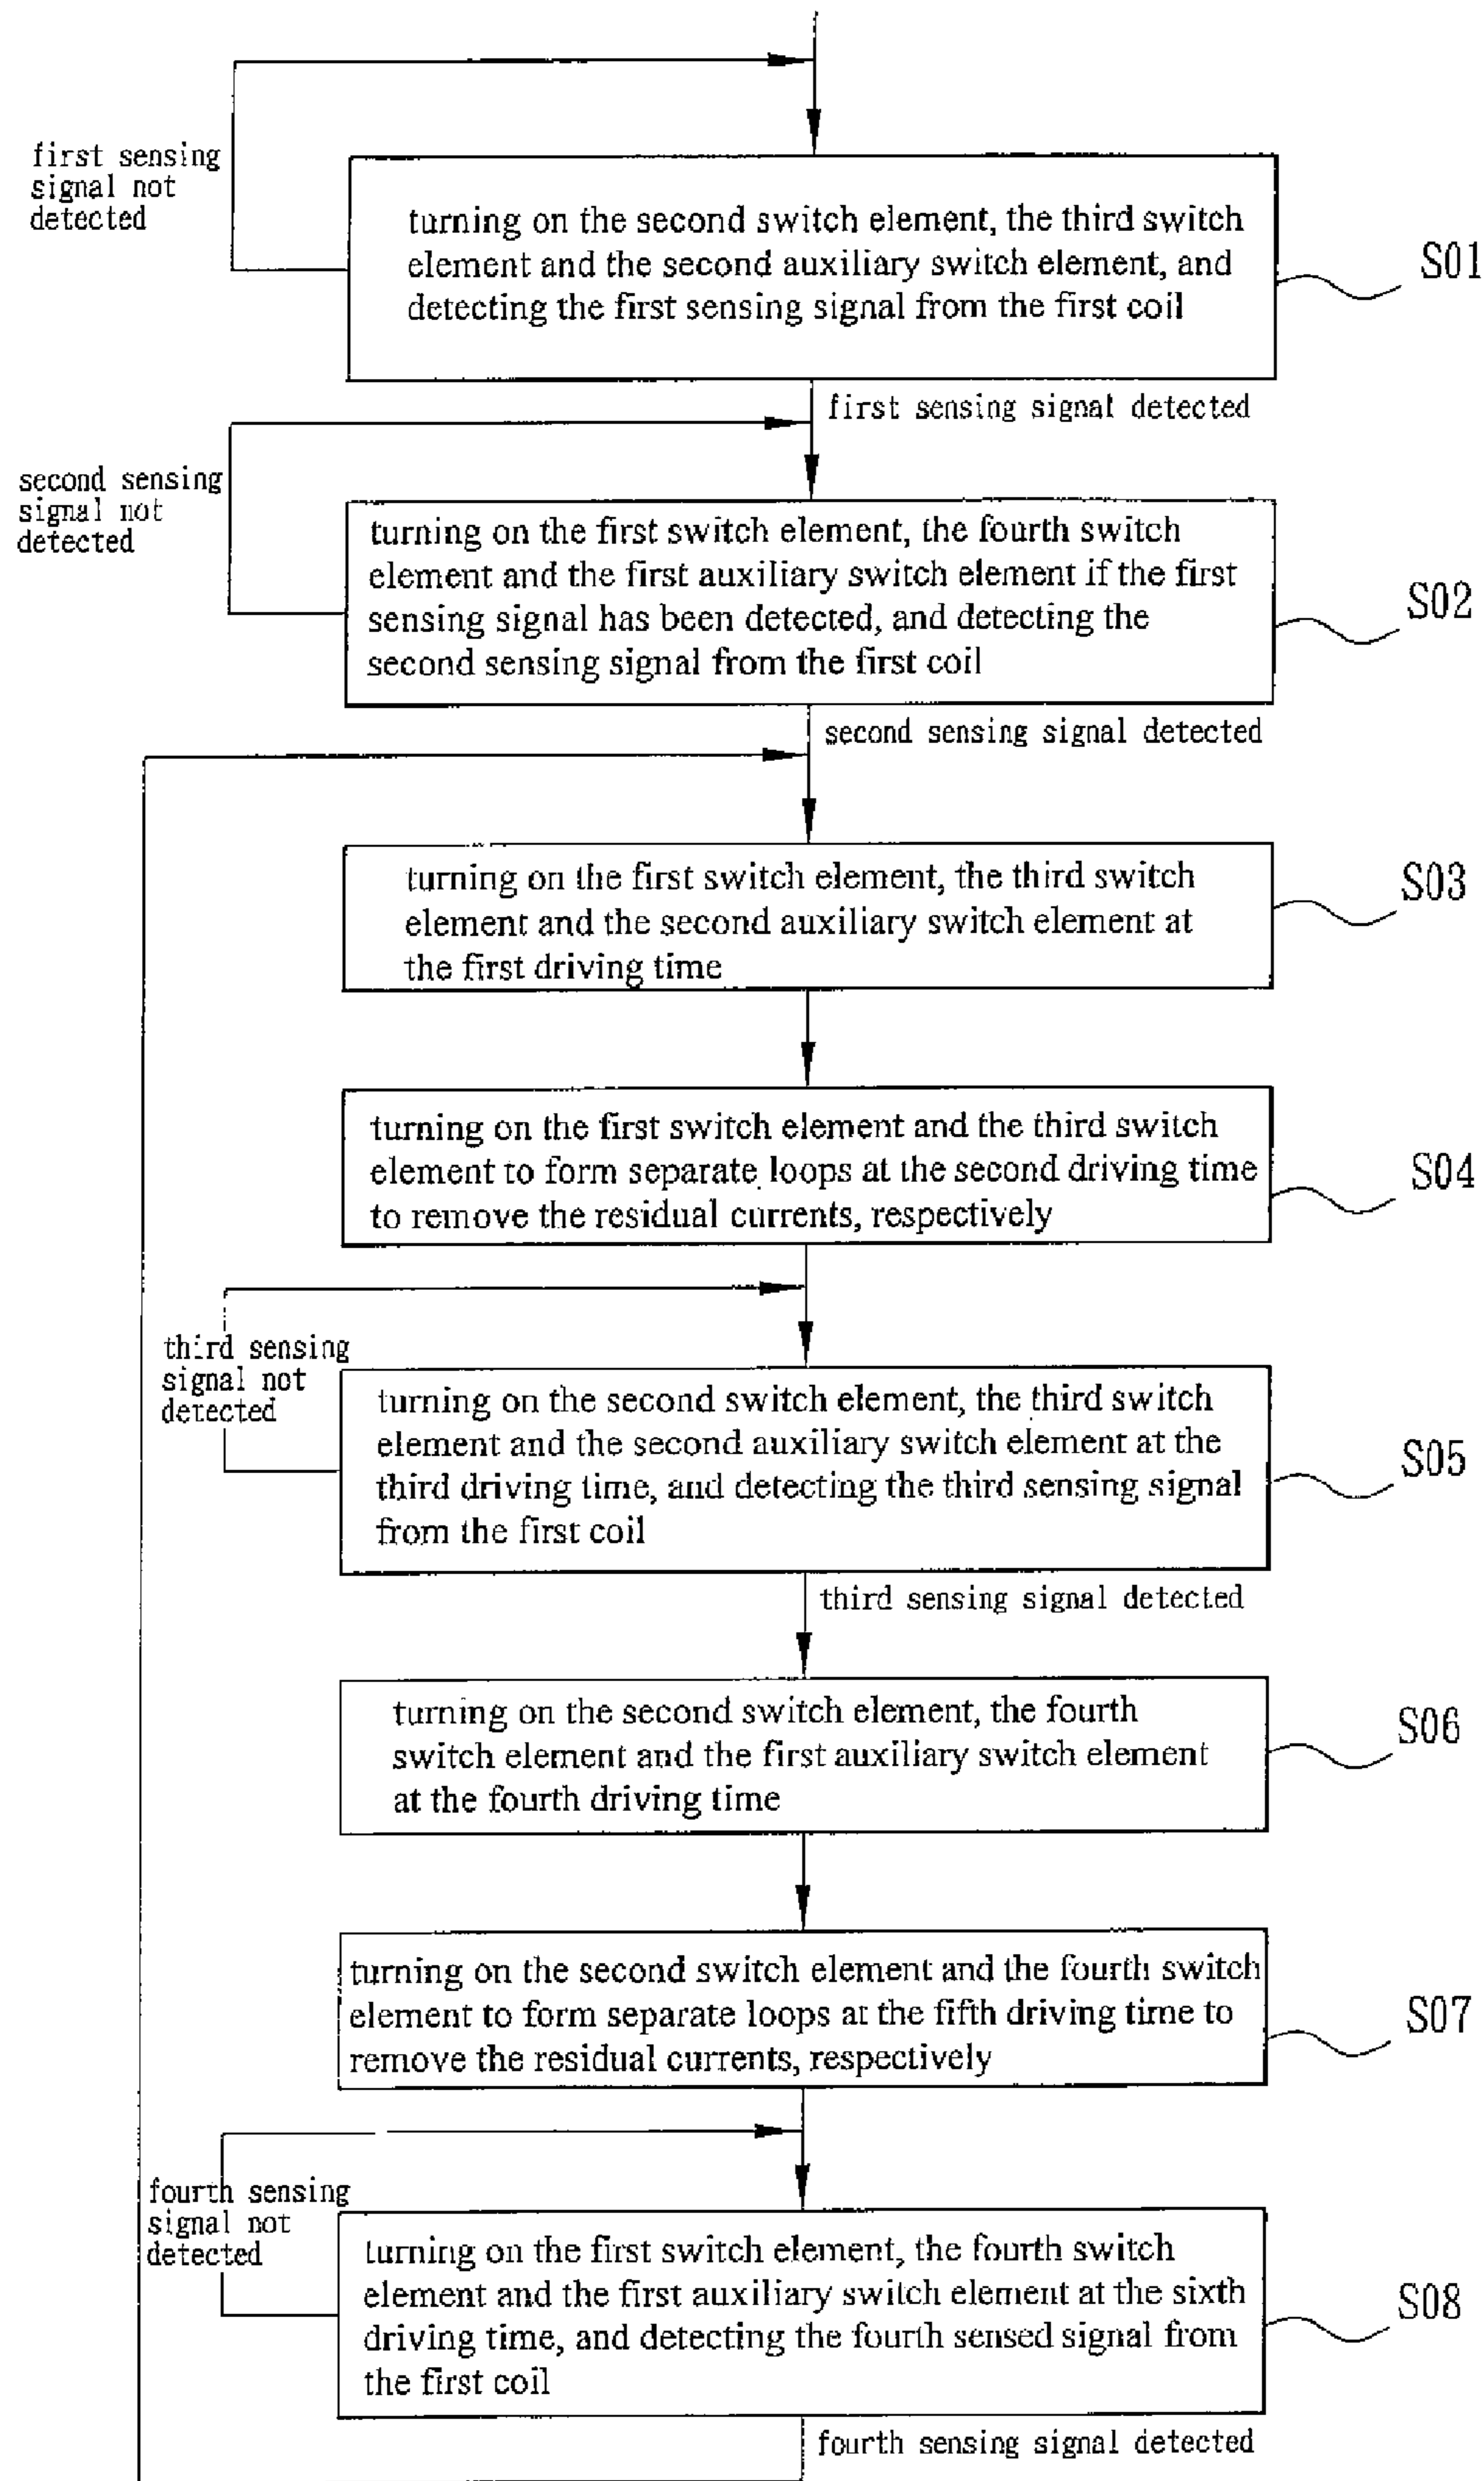 first sensing
signal not
detected
turning on the second switch element, the third switch
element and the second auxiliary switch element, and
detecting the first sensing signal from the first coil
S01
first sensing signal detected
second sensing
signal not
detected
turning on the first switch element, the fourth switch
element and the first auxiliary switch element if the first
sensing signal has been detected, and detecting the
second sensing signal from the first coil
S02
second sensing signal detected
turning on the first switch element, the third switch
element and the second auxiliary switch element at
the first driving time
S03
turning on the first switch element and the third switch
element to form separate loops at the second driving time
to remove the residual currents, respectively
S04
third sensing
signal not
detected
turning on the second switch element, the third switch
element and the second auxiliary switch element at the
third driving time, and detecting the third sensing signal
from the first coil
S05
third sensing signal detected
turning on the second switch element, the fourth
switch element and the first auxiliary switch element
at the fourth driving time
S06
turning on the second switch element and the fourth switch
element to form separate loops at the fifth driving time to
remove the residual currents, respectively
S07
fourth sensing
signal not
detected
turning on the first switch element, the fourth switch
element and the first auxiliary switch element at the sixth
driving time, and detecting the fourth sensed signal from
the first coil
S08
fourth sensing signal detected